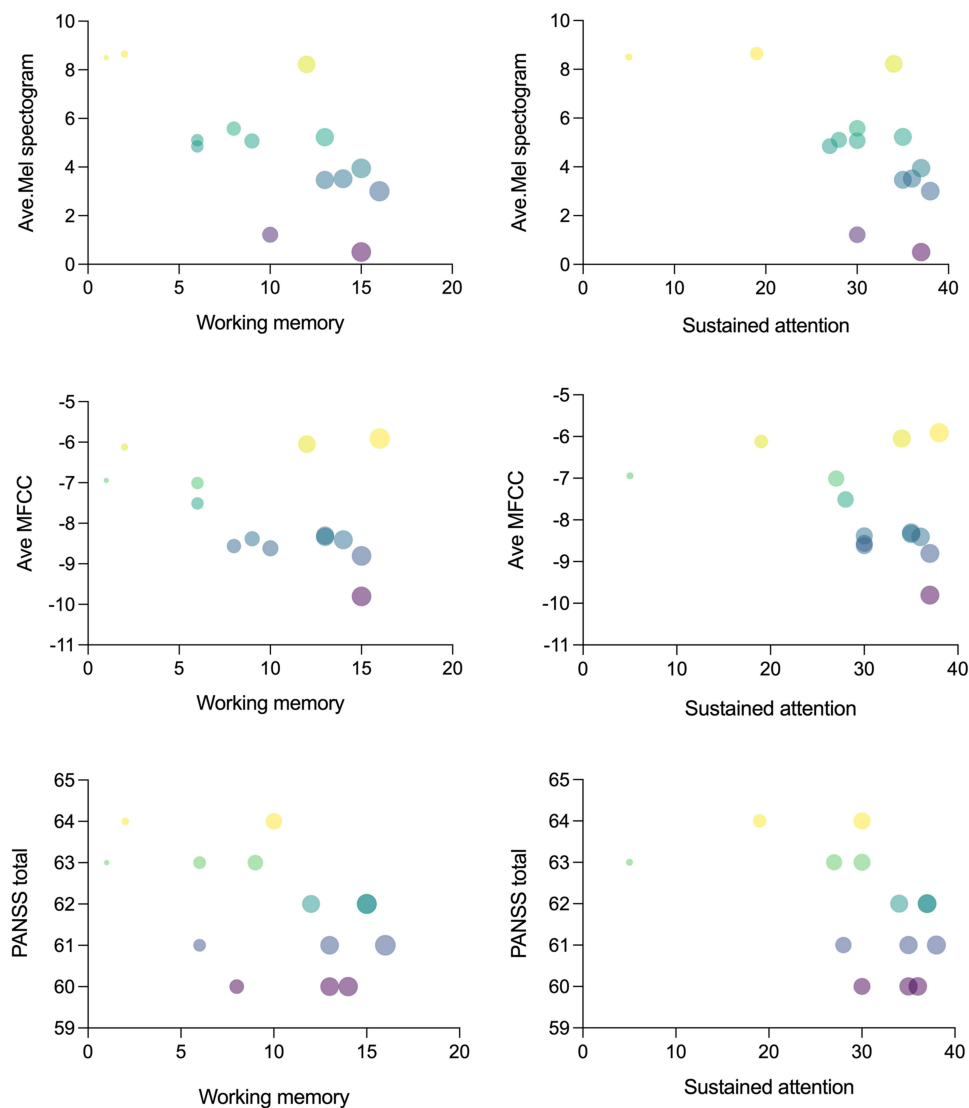 10
8
6
4
2
0
Ave.Mel spectogram
0 5 10 15 20
Working memory
10
8
6
4
2
0
Ave.Mel spectogram
0 10 20 30 40
Sustained attention
-5
-6
-7
-8
-9
-10
-11
Ave MFCC
0 5 10 15 20
Working memory
-5
-6
-7
-8
-9
-10
-11
Ave MFCC
0 10 20 30 40
Sustained attention
65
64
63
62
61
60
59
PANSS total
0 5 10 15 20
Working memory
65
64
63
62
61
60
59
PANSS total
0 10 20 30 40
Sustained attention